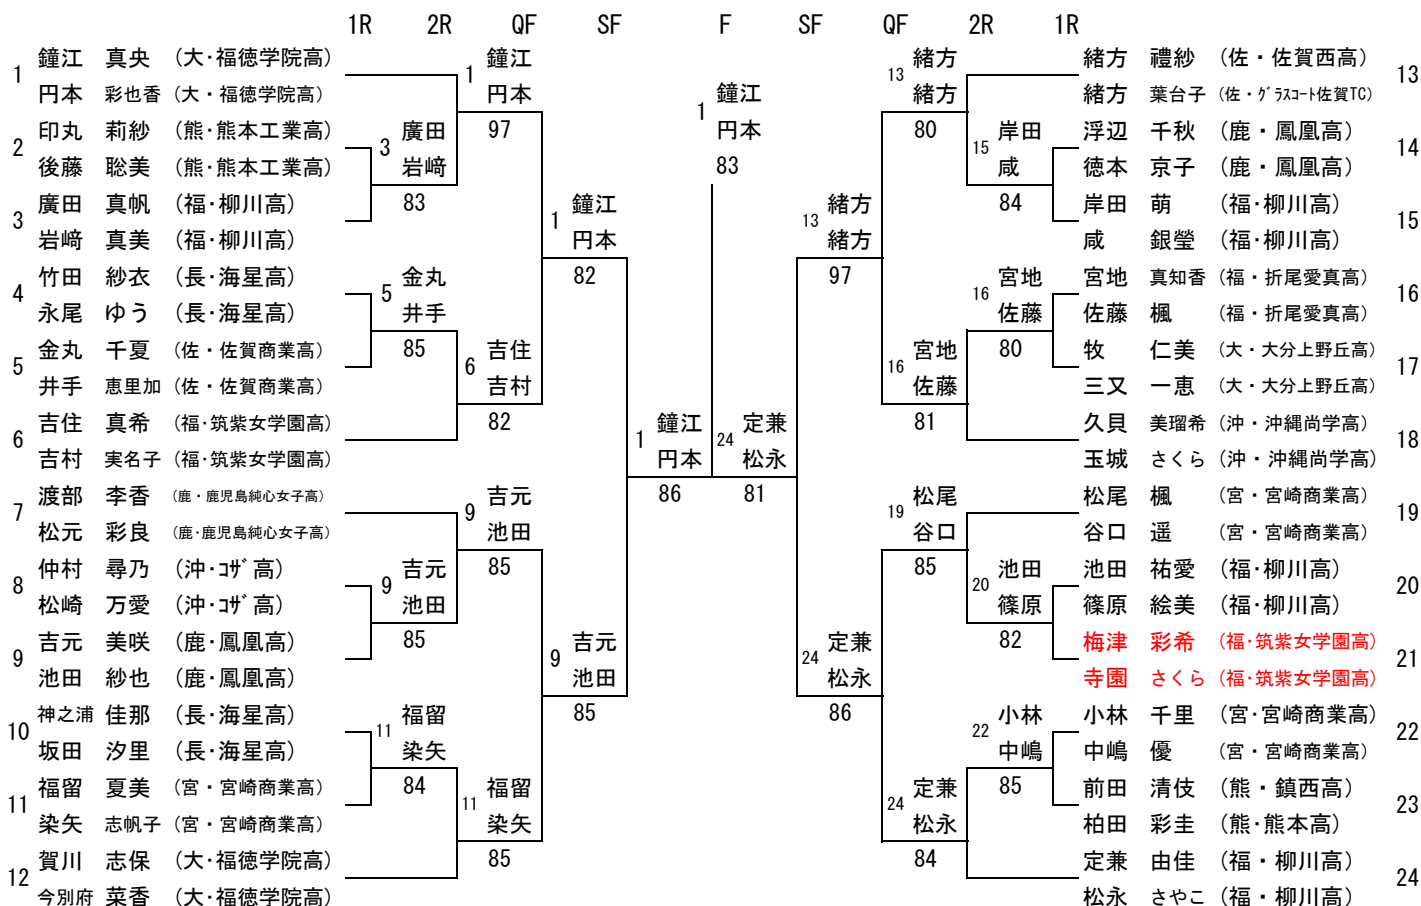 1R 2R QF SF F SF QF 2R 1R
1 鐘江 真央 (大・福徳学院高)
円本 彩也香 (大・福徳学院高)
2 印丸 莉紗 (熊・熊本工業高)
後藤 聡美 (熊・熊本工業高)
3 廣田 真帆 (福・柳川高)
岩﨑 真美 (福・柳川高)
4 竹田 紗衣 (長・海星高)
永尾 ゆう (長・海星高)
5 金丸 千夏 (佐・佐賀商業高)
井手 恵里加 (佐・佐賀商業高)
6 吉住 真希 (福・筑紫女学園高)
吉村 実名子 (福・筑紫女学園高)
7 渡部 李香 (鹿・鹿児島純心女子高)
松元 彩良 (鹿・鹿児島純心女子高)
8 仲村 尋乃 (沖・コザ高)
松崎 万愛 (沖・コザ高)
9 吉元 美咲 (鹿・鳳凰高)
池田 紗也 (鹿・鳳凰高)
10 神之浦 佳那 (長・海星高)
坂田 汐里 (長・海星高)
11 福留 夏美 (宮・宮崎商業高)
染矢 志帆子 (宮・宮崎商業高)
12 賀川 志保 (大・福徳学院高)
今別府 菜香 (大・福徳学院高)
3 廣田
岩﨑
83
5 金丸
井手
85
9 吉元
池田
85
11 福留
染矢
84
1 鐘江
円本
97
6 吉住
吉村
82
9 吉元
池田
85
11 福留
染矢
85
1 鐘江
円本
82
9 吉元
池田
85
1 鐘江
円本
86
1 鐘江
円本
83
24 定兼
松永
81
13 緒方
緒方
97
24 定兼
松永
86
13 緒方
緒方
80
16 宮地
佐藤
81
19 松尾
谷口
85
24 定兼
松永
84
15 岸田
咸
84
16 宮地
佐藤
80
20 池田
篠原
82
22 小林
中嶋
85
緒方 禮紗 (佐・佐賀西高) 13
緒方 葉台子 (佐・グラスコート佐賀TC)
浮辺 千秋 (鹿・鳳凰高) 14
徳本 京子 (鹿・鳳凰高)
岸田 萌 (福・柳川高) 15
咸 銀瑩 (福・柳川高)
宮地 真知香 (福・折尾愛真高) 16
佐藤 楓 (福・折尾愛真高)
牧 仁美 (大・大分上野丘高) 17
三又 一恵 (大・大分上野丘高)
久貝 美瑠希 (沖・沖縄尚学高) 18
玉城 さくら (沖・沖縄尚学高)
松尾 楓 (宮・宮崎商業高) 19
谷口 遥 (宮・宮崎商業高)
池田 祐愛 (福・柳川高) 20
篠原 絵美 (福・柳川高)
梅津 彩希 (福・筑紫女学園高) 21
寺園 さくら (福・筑紫女学園高)
小林 千里 (宮・宮崎商業高) 22
中嶋 優 (宮・宮崎商業高)
前田 清伎 (熊・鎮西高) 23
柏田 彩圭 (熊・熊本高)
定兼 由佳 (福・柳川高) 24
松永 さやこ (福・柳川高)